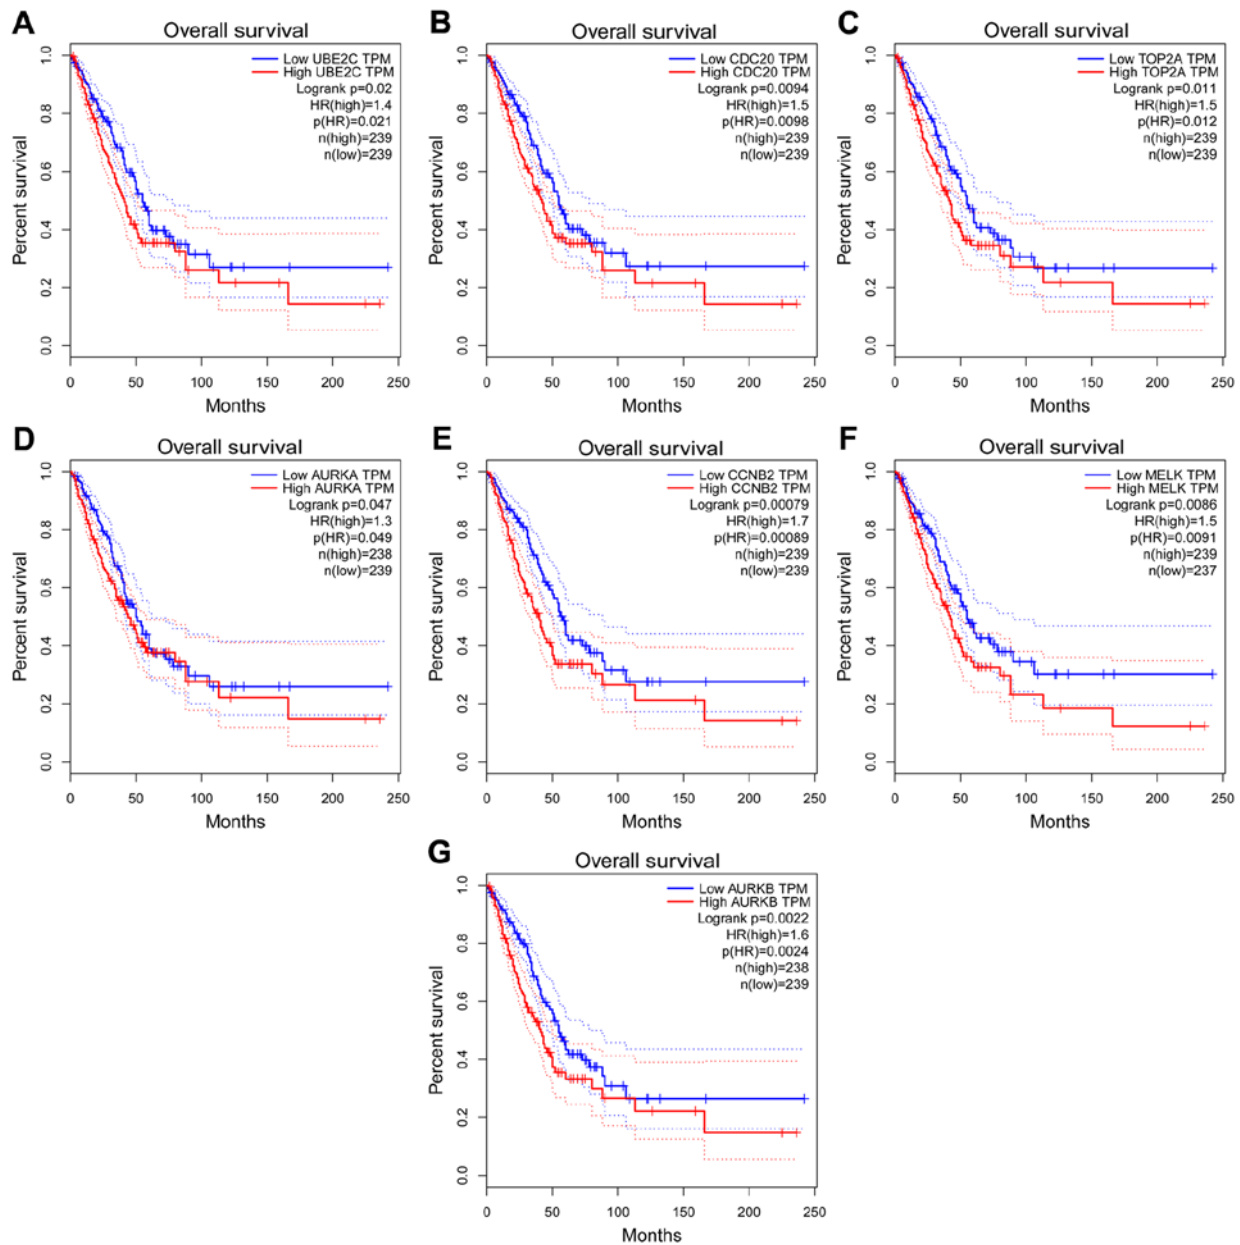 A
Overall survival
Low UBE2C TPM
High UBE2C TPM
Logrank p=0.02
HR(high)=1.4
p(HR)=0.021
n(high)=239
n(low)=239
Percent survival
1.0
0.8
0.6
0.4
0.2
0.0
0 50 100 150 200 250
Months
B
Overall survival
Low CDC20 TPM
High CDC20 TPM
Logrank p=0.0094
HR(high)=1.5
p(HR)=0.0098
n(high)=239
n(low)=239
Percent survival
1.0
0.8
0.6
0.4
0.2
0.0
0 50 100 150 200 250
Months
C
Overall survival
Low TOP2A TPM
High TOP2A TPM
Logrank p=0.011
HR(high)=1.5
p(HR)=0.012
n(high)=239
n(low)=239
Percent survival
1.0
0.8
0.6
0.4
0.2
0.0
0 50 100 150 200 250
Months
D
Overall survival
Low AURKA TPM
High AURKA TPM
Logrank p=0.047
HR(high)=1.3
p(HR)=0.049
n(high)=238
n(low)=239
Percent survival
1.0
0.8
0.6
0.4
0.2
0.0
0 50 100 150 200 250
Months
E
Overall survival
Low CCNB2 TPM
High CCNB2 TPM
Logrank p=0.00079
HR(high)=1.7
p(HR)=0.00089
n(high)=239
n(low)=239
Percent survival
1.0
0.8
0.6
0.4
0.2
0.0
0 50 100 150 200 250
Months
F
Overall survival
Low MELK TPM
High MELK TPM
Logrank p=0.0086
HR(high)=1.5
p(HR)=0.0091
n(high)=239
n(low)=237
Percent survival
1.0
0.8
0.6
0.4
0.2
0.0
0 50 100 150 200 250
Months
G
Overall survival
Low AURKB TPM
High AURKB TPM
Logrank p=0.0022
HR(high)=1.6
p(HR)=0.0024
n(high)=238
n(low)=239
Percent survival
1.0
0.8
0.6
0.4
0.2
0.0
0 50 100 150 200 250
Months